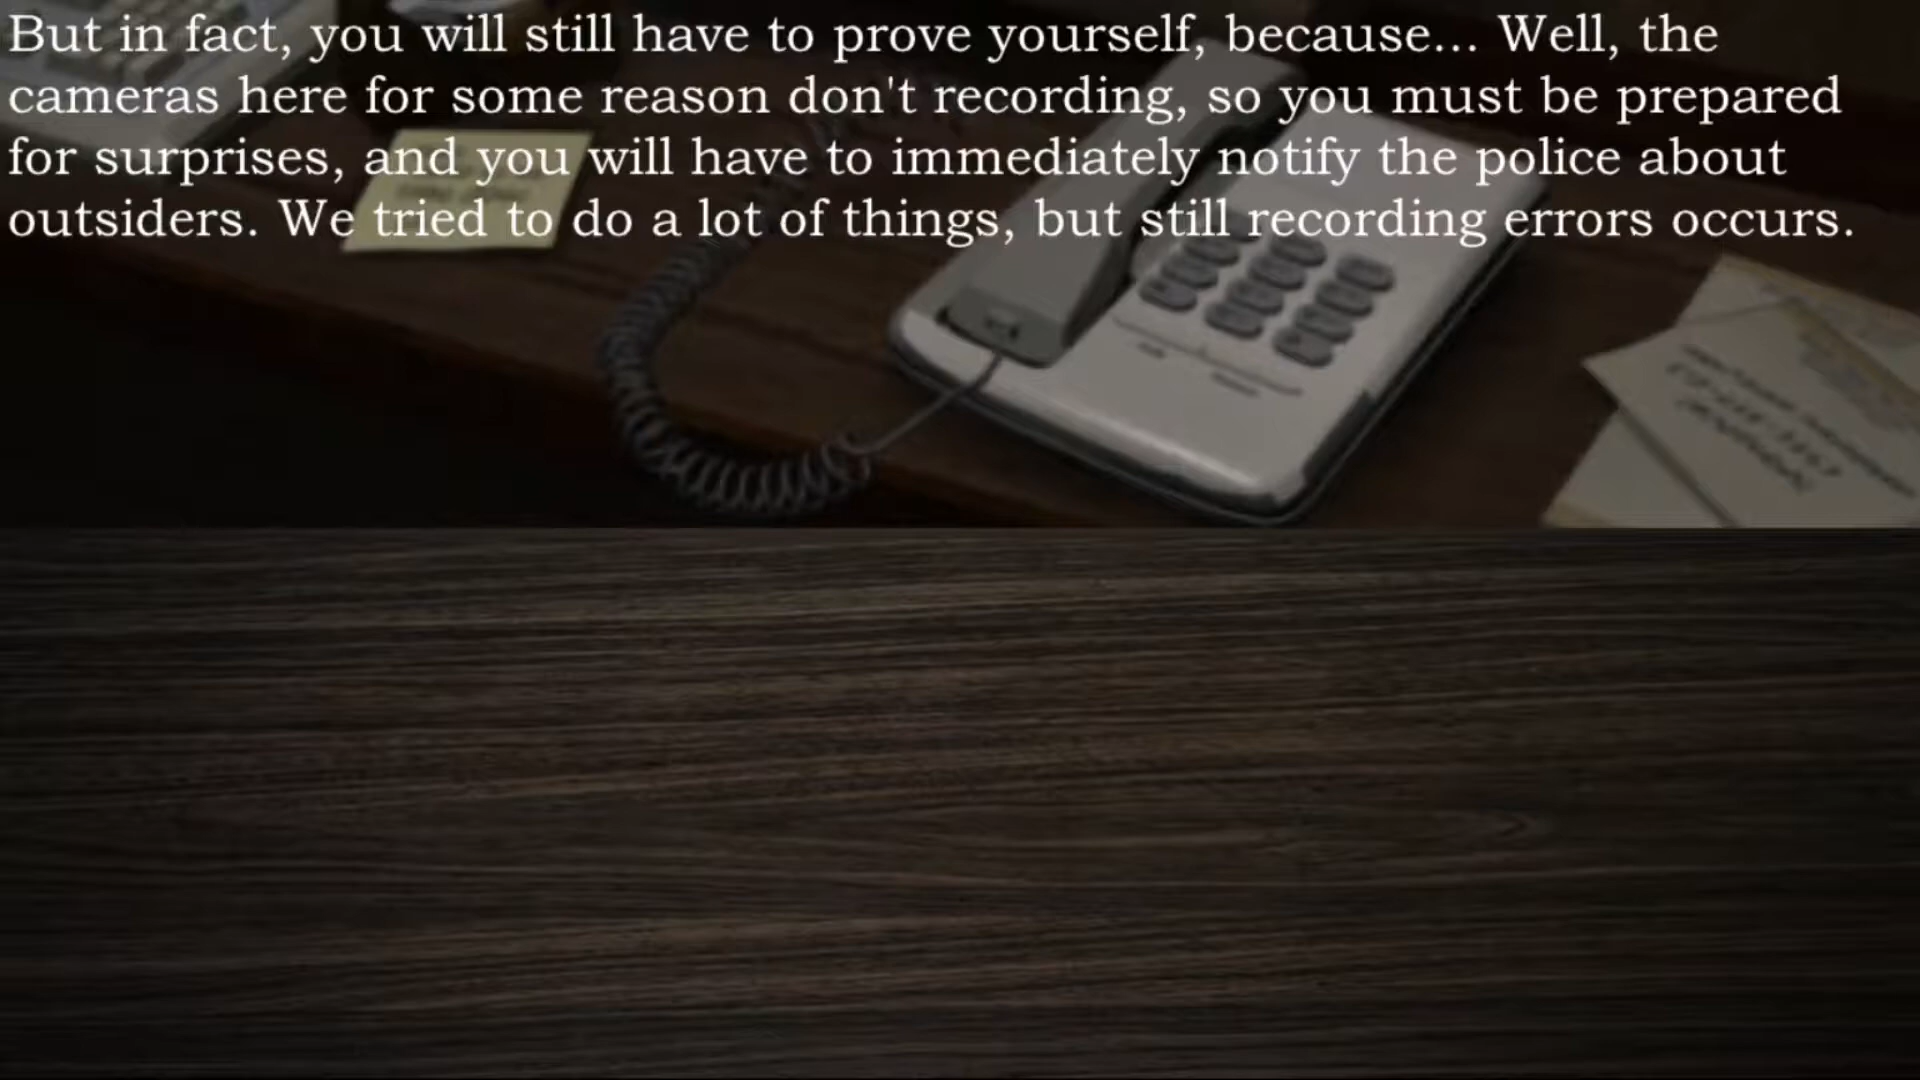 But in fact, you will still have to prove yourself, because... Well, the
cameras here for some reason don't recording, so you must be prepared
for surprises, and you will have to immediately notify the police about
outsiders. We tried to do a lot of things, but still recording errors occurs.